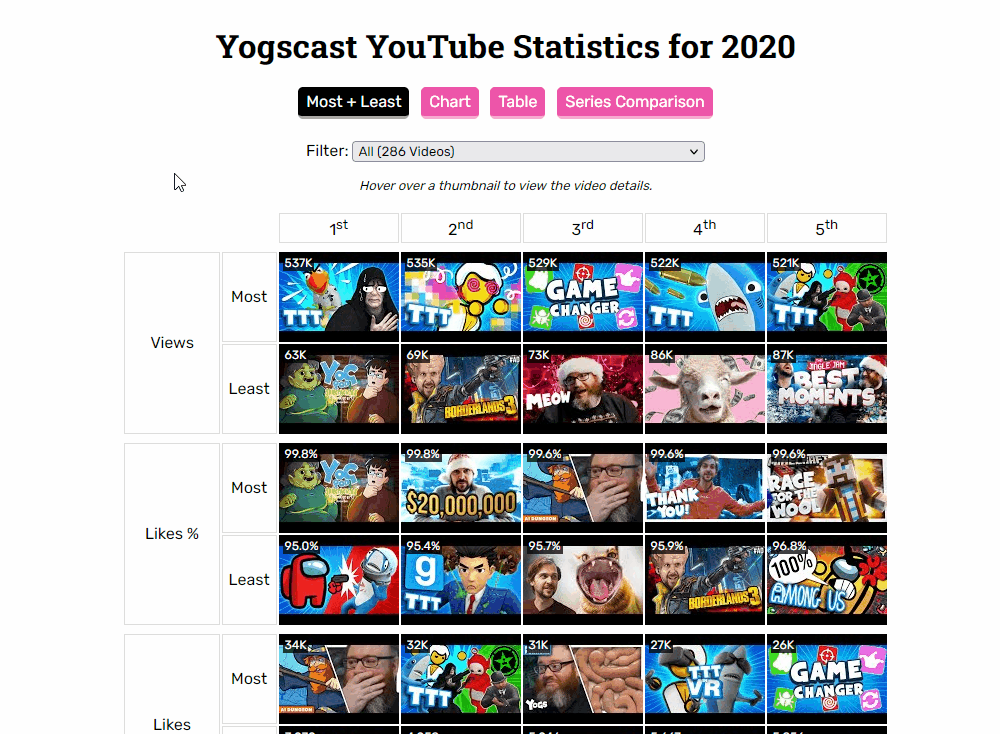 Yogscast YouTube Statistics for 2020
Most + Least Chart Table Series Comparison
Filter: All (286 Videos)
Hover over a thumbnail to view the video details.
1st 2nd 3rd 4th 5th
Views
Most
537K 535K 529K 522K 521K
TTT TTT GAME CHANGER TTT TTT
Least
63K 69K 73K 86K 87K
BORDERLANDS 3 MEOW JINGLE JAM BEST MOMENTS
Likes %
Most
99.8% 99.8% 99.6% 99.6% 99.6%
$20,000,000 AI DUNGEON THANK YOU! RACE FOR THE WOOL
Least
95.0% 95.4% 95.7% 95.9% 96.8%
g TTT BORDERLANDS 3 100% AMONG US
Likes
Most
34K 32K 31K 27K 26K
AI DUNGEON TTT YOGS TTT VR GAME CHANGER